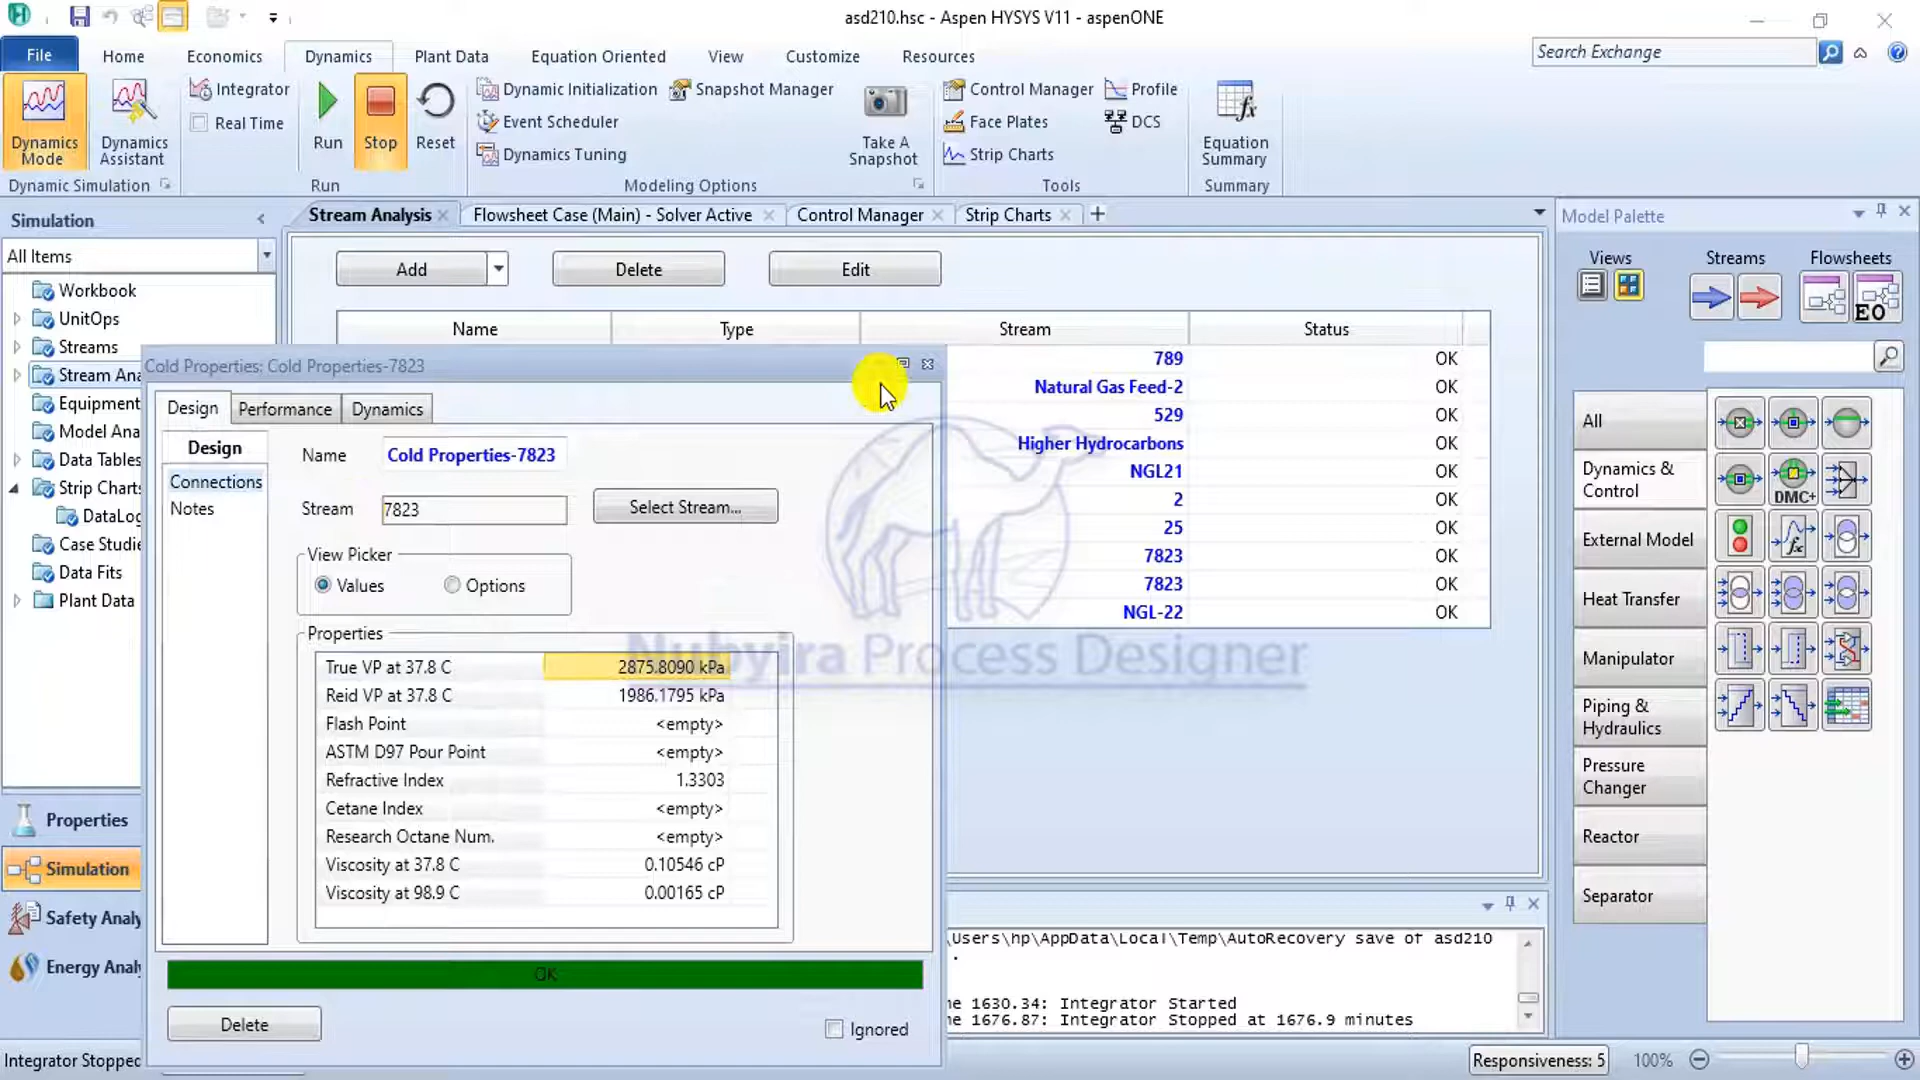 asd210.hsc - Aspen HYSYS V11 - aspenONE
File
Home
Economics
Dynamics
Plant Data
Equation Oriented
View
Customize
Resources
Search Exchange
Dynamics Mode
Dynamics Assistant
Integrator
Real Time
Run
Stop
Reset
Dynamic Initialization
Event Scheduler
Dynamics Tuning
Snapshot Manager
Take A Snapshot
Control Manager
Face Plates
Strip Charts
Profile
DCS
Equation Summary
Dynamic Simulation
Run
Modeling Options
Tools
Summary
Simulation
All Items
Workbook
UnitOps
Streams
Stream Ana
Equipment
Model Ana
Data Tables
Strip Charts
DataLog
Case Studie
Data Fits
Plant Data
Properties
Simulation
Safety Analy
Energy Analy
Stream Analysis
Flowsheet Case (Main) - Solver Active
Control Manager
Strip Charts
Add
Delete
Edit
Name Type Stream Status
789 OK
Natural Gas Feed-2 OK
529 OK
Higher Hydrocarbons OK
NGL21 OK
2 OK
25 OK
7823 OK
7823 OK
NGL-22 OK
Cold Properties: Cold Properties-7823
Design
Performance
Dynamics
Design
Connections
Notes
Name Cold Properties-7823
Stream 7823 Select Stream...
View Picker
Values Options
Properties
True VP at 37.8 C 2875.8090 kPa
Reid VP at 37.8 C 1986.1795 kPa
Flash Point <empty>
ASTM D97 Pour Point <empty>
Refractive Index 1.3303
Cetane Index <empty>
Research Octane Num. <empty>
Viscosity at 37.8 C 0.10546 cP
Viscosity at 98.9 C 0.00165 cP
OK
Delete
Ignored
Nubyira Process Designer
\Users\hp\AppData\Local\Temp\AutoRecovery save of asd210
.
ne 1630.34: Integrator Started
ne 1676.87: Integrator Stopped at 1676.9 minutes
Model Palette
Views
Streams
Flowsheets
EO
All
Dynamics & Control
External Model
Heat Transfer
Manipulator
Piping & Hydraulics
Pressure Changer
Reactor
Separator
DMC+
Integrator Stopped
Responsiveness: 5
100%